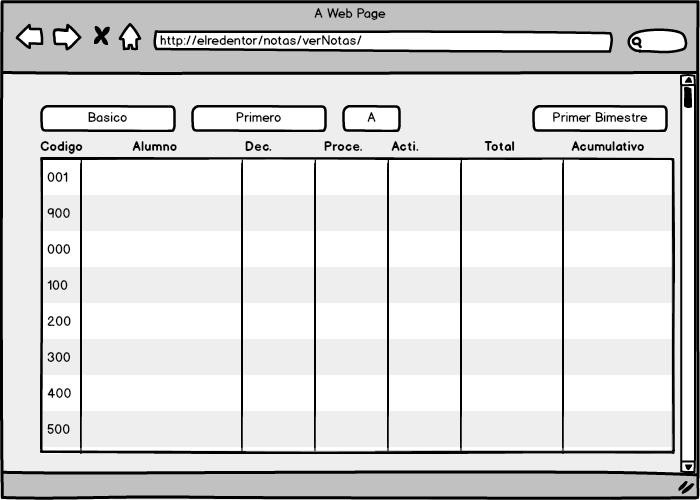 A Web Page
http://elredentor/notas/verNotas/
Basico Primero A Primer Bimestre
Codigo Alumno Dec. Proce. Acti. Total Acumulativo
001
900
000
100
200
300
400
500